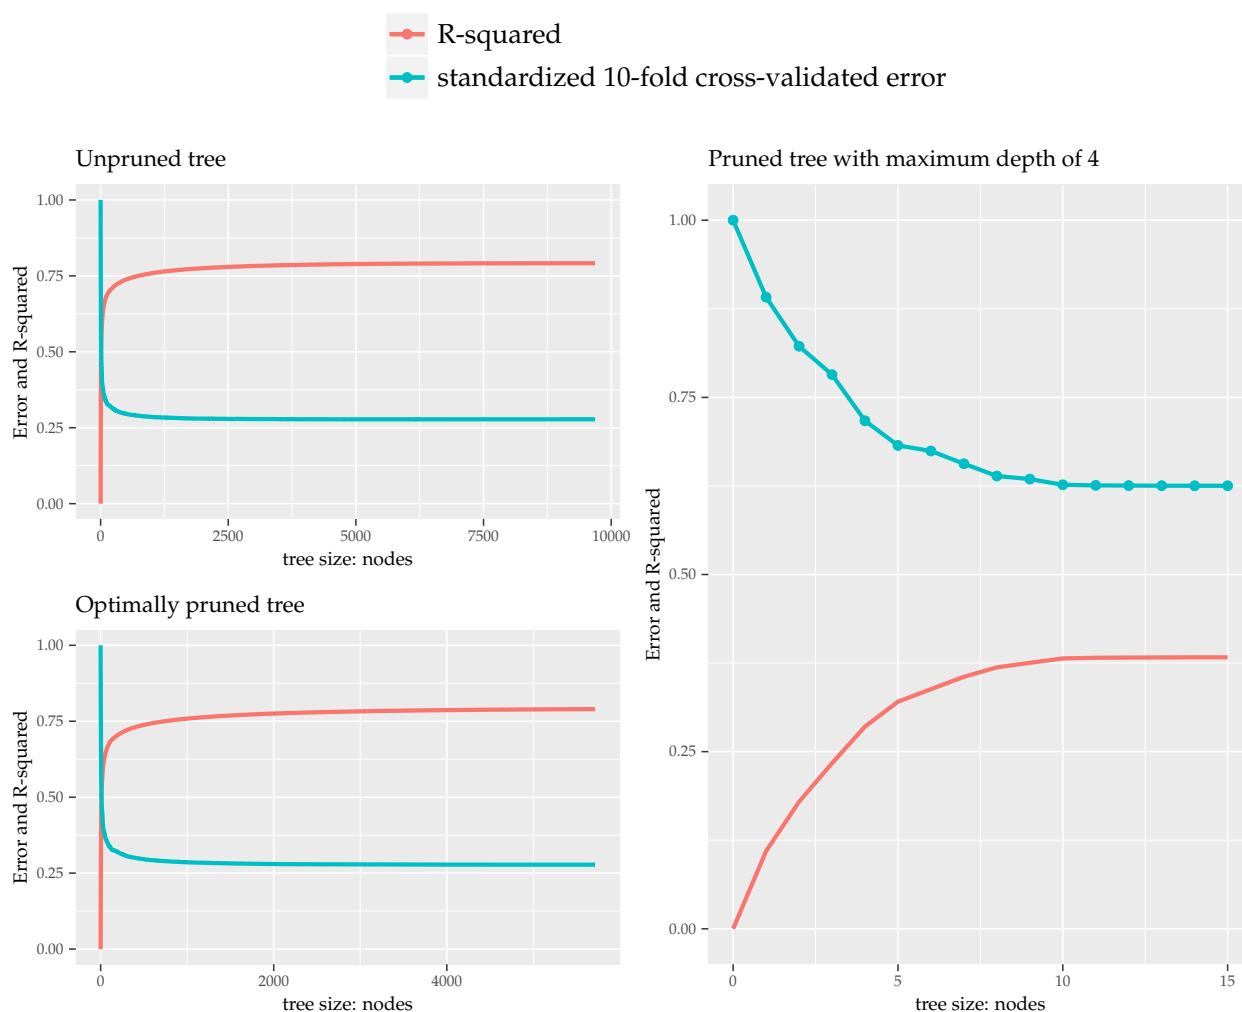 R-squared
standardized 10-fold cross-validated error
Unpruned tree
1.00
0.75
0.50
0.25
0.00
Error and R-squared
0 2500 5000 7500 10000
tree size: nodes
Optimally pruned tree
1.00
0.75
0.50
0.25
0.00
Error and R-squared
0 2000 4000
tree size: nodes
Pruned tree with maximum depth of 4
1.00
0.75
0.50
0.25
0.00
Error and R-squared
0 5 10 15
tree size: nodes